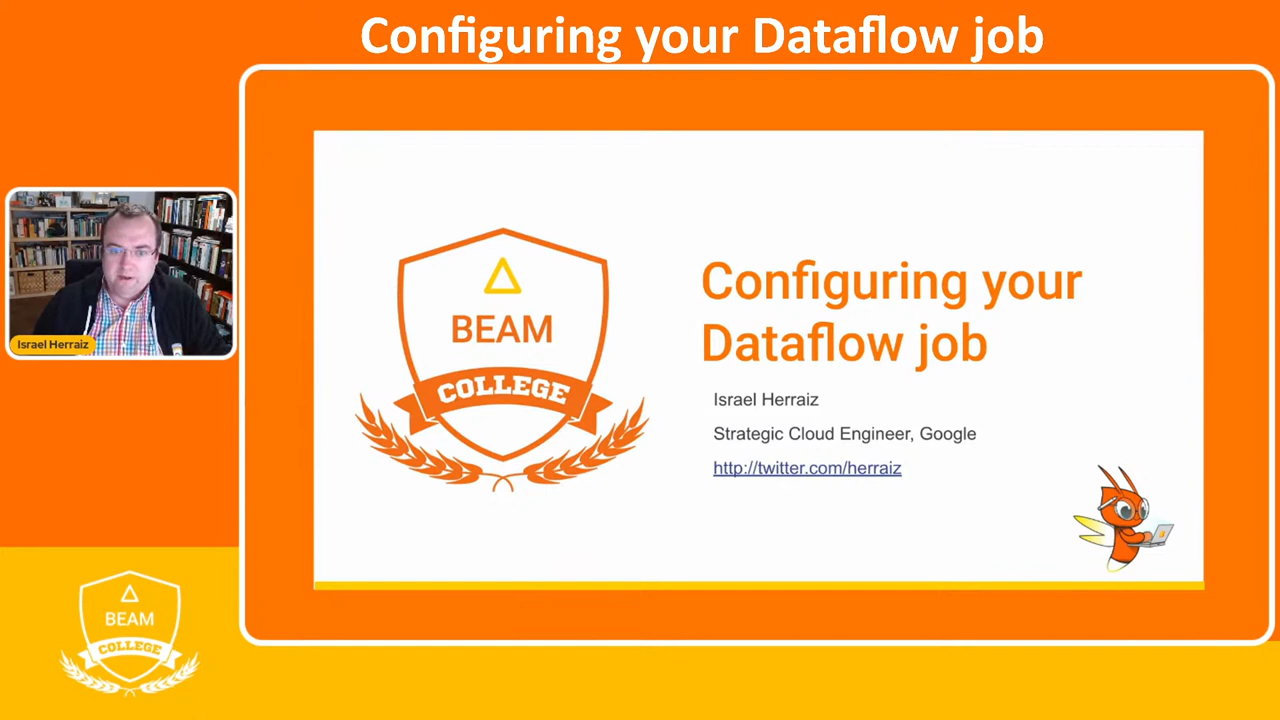 Configuring your Dataflow job
BEAM
COLLEGE
Configuring your
Dataflow job
Israel Herraiz
Strategic Cloud Engineer, Google
http://twitter.com/herraiz
Israel Herraiz
BEAM
COLLEGE